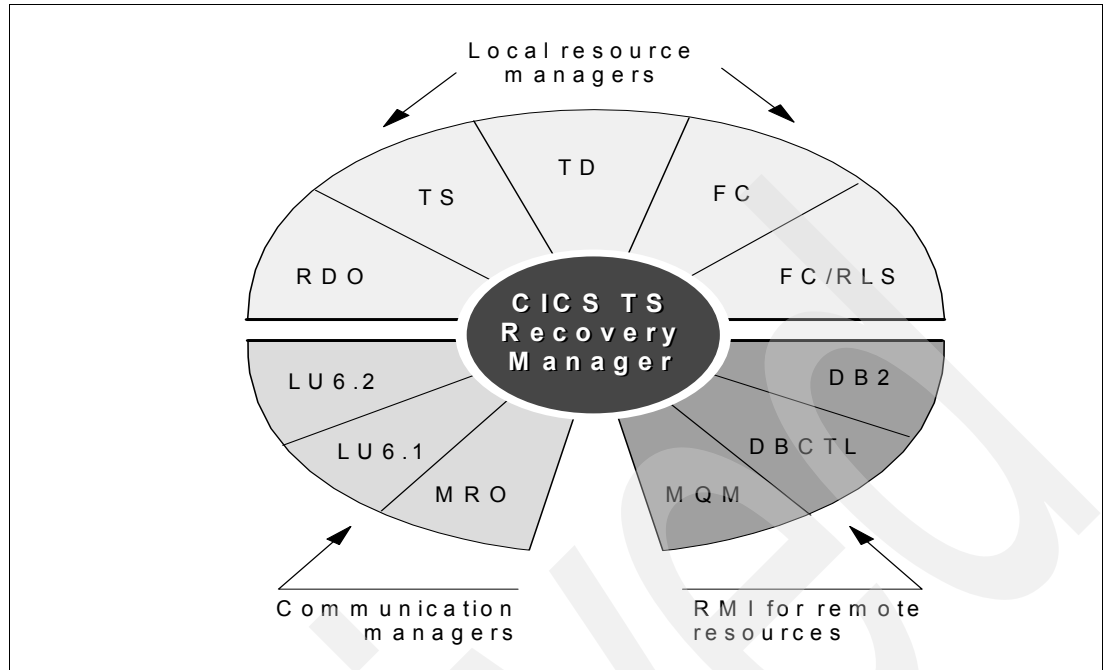 Local resource
managers
TD
TS
FC
RDO
FC/RLS
CICS TS
Recovery
Manager
LU6.2
DB2
LU6.1
DBCTL
MRO
MQM
Communication
managers
RMI for remote
resources